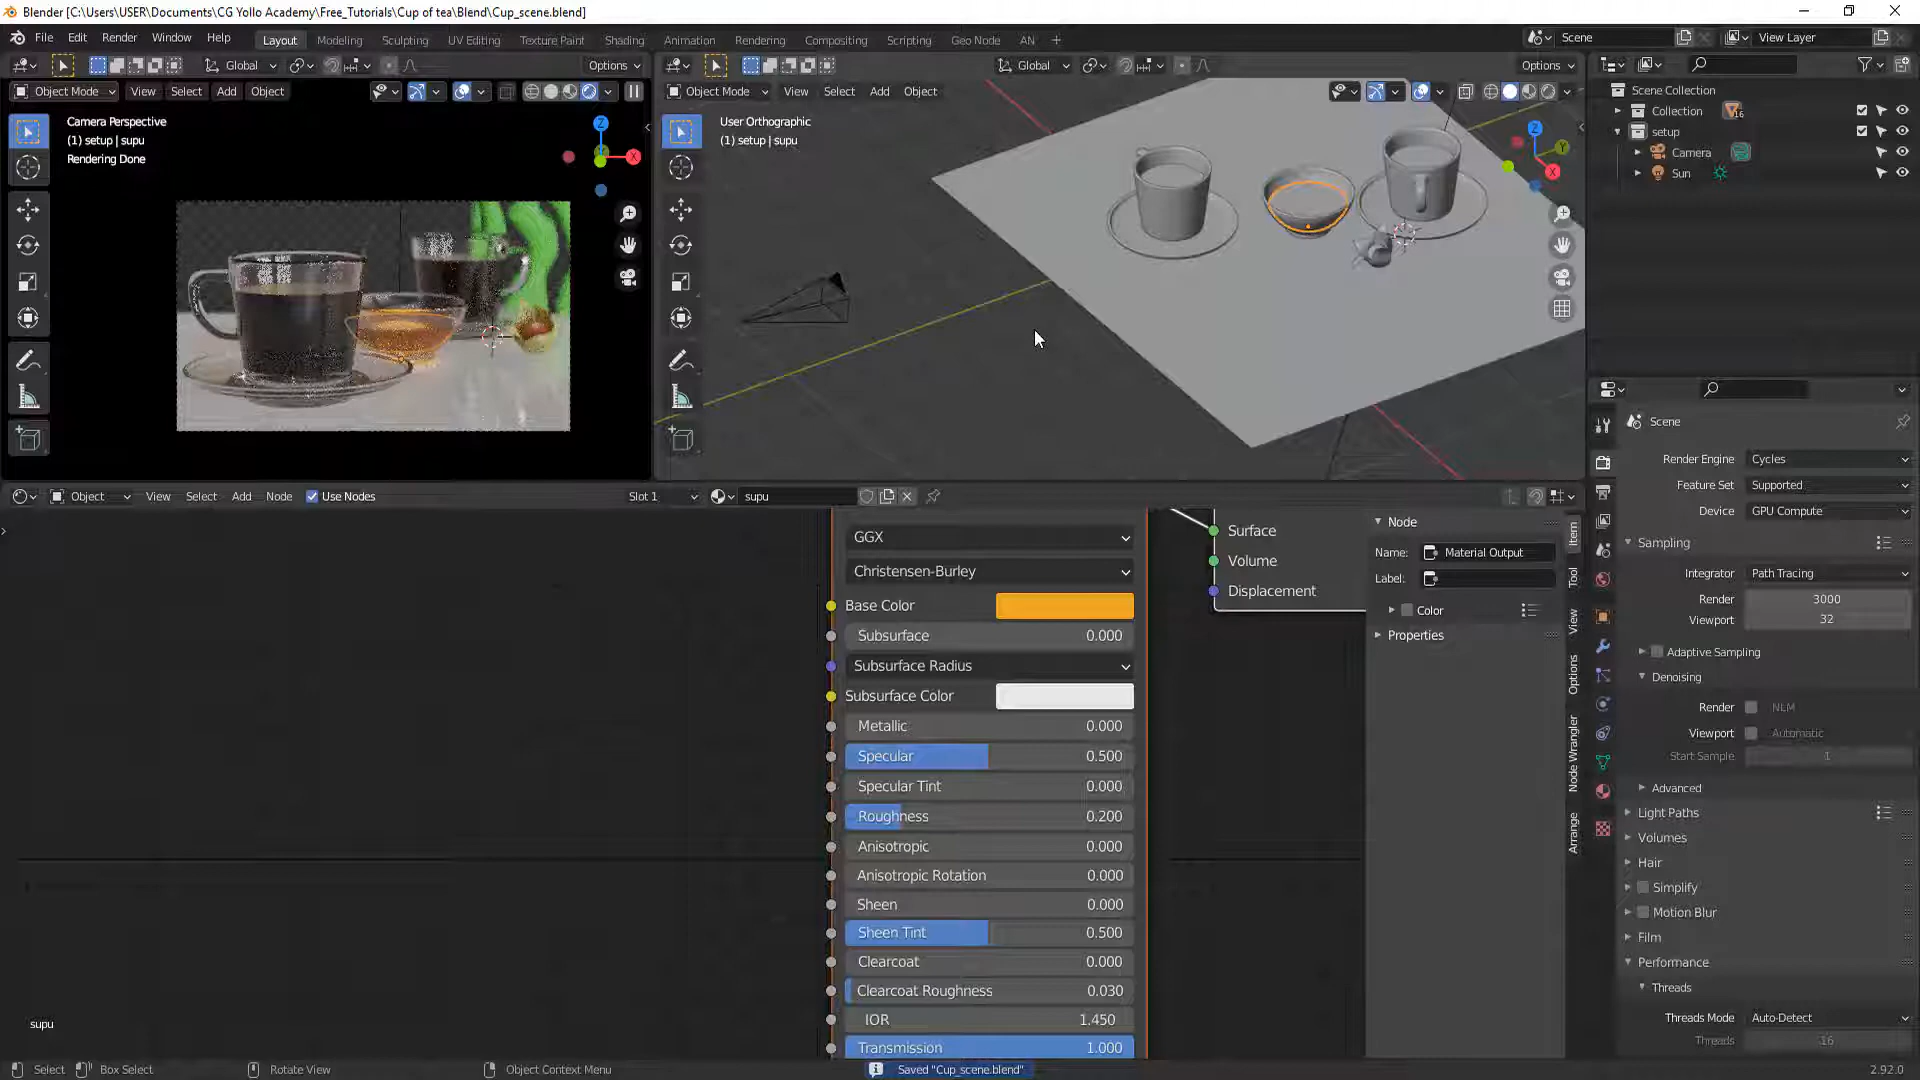 Blender [C:\Users\USER\Documents\CG Yollo Academy\Free_Tutorials\Cup of tea\Blend\Cup_scene.blend]
File Edit Render Window Help
Layout Modeling Sculpting UV Editing Texture Paint Shading Animation Rendering Compositing Scripting Geo Node AN +
Scene
View Layer
Global
Options
Global
Options
Object Mode View Select Add Object
Object Mode View Select Add Object
Camera Perspective
(1) setup | supu
Rendering Done
User Orthographic
(1) setup | supu
Z
X
Z
Y
X
Scene Collection
Collection 16
setup
Camera
Sun
Object View Select Add Node Use Nodes
Slot 1
supu
GGX
Christensen-Burley
Base Color
Subsurface 0.000
Subsurface Radius
Subsurface Color
Metallic 0.000
Specular 0.500
Specular Tint 0.000
Roughness 0.200
Anisotropic 0.000
Anisotropic Rotation 0.000
Sheen 0.000
Sheen Tint 0.500
Clearcoat 0.000
Clearcoat Roughness 0.030
IOR 1.450
Transmission 1.000
Surface
Volume
Displacement
Node
Name: Material Output
Label:
Color
Properties
Item
Tool
View
Options
Node Wrangler
Arrange
Scene
Render Engine Cycles
Feature Set Supported
Device GPU Compute
Sampling
Integrator Path Tracing
Render 3000
Viewport 32
Adaptive Sampling
Denoising
Render NLM
Viewport Automatic
Start Sample 1
Advanced
Light Paths
Volumes
Hair
Simplify
Motion Blur
Film
Performance
Threads
Threads Mode Auto-Detect
Threads 16
supu
Select Box Select Rotate View Object Context Menu Saved "Cup_scene.blend" 2.92.0